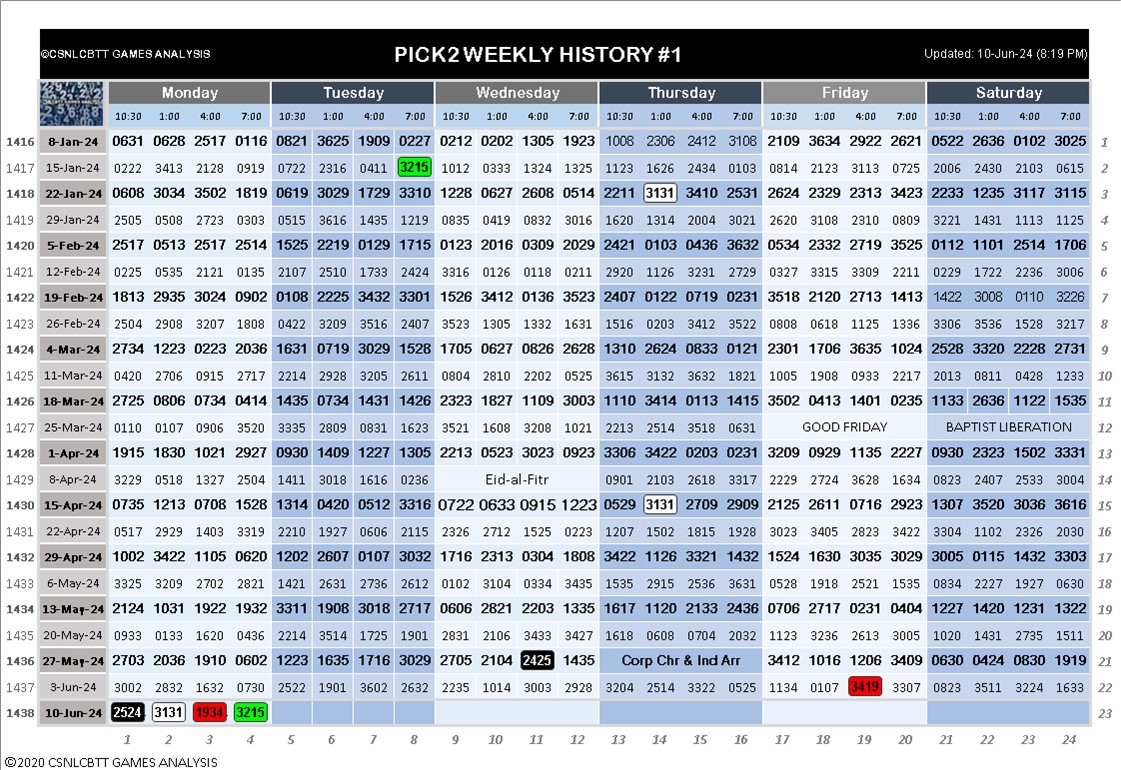 ©CSNLCBTT GAMES ANALYSIS PICK2 WEEKLY HISTORY #1 Updated: 10-Jun-24 (8:19 PM)
Monday Tuesday Wednesday Thursday Friday Saturday
10:30 1:00 4:00 7:00 10:30 1:00 4:00 7:00 10:30 1:00 4:00 7:00 10:30 1:00 4:00 7:00 10:30 1:00 4:00 7:00 10:30 1:00 4:00 7:00
1416 8-Jan-24 0631 0628 2517 0116 0821 3625 1909 0227 0212 0202 1305 1923 1008 2306 2412 3108 2109 3634 2922 2621 0522 2636 0102 3025 1
1417 15-Jan-24 0222 3413 2128 0919 0722 2316 0411 3215 1012 0333 1324 1325 1123 1626 2434 0103 0814 2123 3113 0725 2006 2430 2103 0615 2
1418 22-Jan-24 0608 3034 3502 1819 0619 3029 1729 3310 1228 0627 2608 0514 2211 3131 3410 2531 2624 2329 2313 3423 2233 1235 3117 3115 3
1419 29-Jan-24 2505 0508 2723 0303 0515 3616 1435 1219 0835 0419 0832 3016 1620 1314 2004 3021 2620 3108 2310 0809 3221 1431 1113 1125 4
1420 5-Feb-24 2517 0513 2517 2514 1525 2219 0129 1715 0123 2016 0309 2029 2421 0103 0436 3632 0534 2332 2719 3525 0112 1101 2514 1706 5
1421 12-Feb-24 0225 0535 2121 0135 2107 2510 1733 2424 3316 0126 0118 0211 2920 1126 3231 2729 0327 3315 3309 2211 0229 1722 2236 3006 6
1422 19-Feb-24 1813 2935 3024 0902 0108 2225 3432 3301 1526 3412 0136 3523 2407 0122 0719 0231 3518 2120 2713 1413 1422 3008 0110 3226 7
1423 26-Feb-24 2504 2908 3207 1808 0422 3209 3516 2407 3523 1305 1332 1631 1516 0203 3412 3522 0808 0618 1125 1336 3306 3536 1528 3217 8
1424 4-Mar-24 2734 1223 0223 2036 1631 0719 3029 1528 1705 0627 0826 2628 1310 2624 0833 0121 2301 1706 3635 1024 2528 3320 2228 2731 9
1425 11-Mar-24 0420 2706 0915 2717 2214 2928 3205 2611 0804 2810 2202 0525 3615 3132 3632 1821 1005 1908 0933 2217 2013 0811 0428 1233 10
1426 18-Mar-24 2725 0806 0734 0414 1435 0734 1431 1426 2323 1827 1109 3003 1110 3414 0113 1415 3502 0413 1401 0235 1133 2636 1122 1535 11
1427 25-Mar-24 0110 0107 0906 3520 3335 2809 0831 1623 3521 1608 3208 1021 2213 2514 3518 0631 GOOD FRIDAY BAPTIST LIBERATION 12
1428 1-Apr-24 1915 1830 1021 2927 0930 1409 1227 1305 2213 0523 3023 0923 3306 3422 0203 0231 3209 0929 1135 2227 0930 2323 1502 3331 13
1429 8-Apr-24 3229 0518 1327 2504 1411 3018 1616 0236 Eid-al-Fitr 0901 2103 2618 3317 2229 2724 3628 1634 0823 2407 2533 3004 14
1430 15-Apr-24 0735 1213 0708 1528 1314 0420 0512 3316 0722 0633 0915 1223 0529 3131 2709 2909 2125 2611 0716 2923 1307 3520 3036 3616 15
1431 22-Apr-24 0517 2929 1403 3319 2210 1927 0606 2115 2326 2712 1525 0223 1207 1502 1815 1928 3023 3405 2823 3422 3304 1102 2326 2030 16
1432 29-Apr-24 1002 3422 1105 0620 1202 2607 0107 3032 1716 2313 0304 1808 3422 1126 3321 1432 1524 1630 3035 3029 3005 0115 1432 3303 17
1433 6-May-24 3325 3209 2702 2821 1421 2631 2736 2612 0102 3104 0334 3435 1535 2915 2536 3631 0528 1918 2521 1535 0834 2227 1927 0630 18
1434 13-May-24 2124 1031 1922 1932 3311 1908 3018 2717 0606 2821 2203 1335 1617 1120 2133 2436 0706 2717 0231 0404 1227 1420 1231 1322 19
1435 20-May-24 0933 0133 1620 0436 2214 3514 1725 1901 2831 2106 3433 3427 1618 0608 0704 2032 1123 3236 2613 3005 1020 1431 2735 1511 20
1436 27-May-24 2703 2036 1910 0602 1223 1635 1716 3029 2705 2104 2425 1435 Corp Chr & Ind Arr 3412 1016 1206 3409 0630 0424 0830 1919 21
1437 3-Jun-24 3002 2832 1632 0730 2522 1901 3602 2632 2235 1014 3003 2928 3204 2514 3322 0525 1134 0107 3419 3307 0823 3511 3224 1633 22
1438 10-Jun-24 2524 3131 1934 3215 23
1 2 3 4 5 6 7 8 9 10 11 12 13 14 15 16 17 18 19 20 21 22 23 24
©2020 CSNLCBTT GAMES ANALYSIS